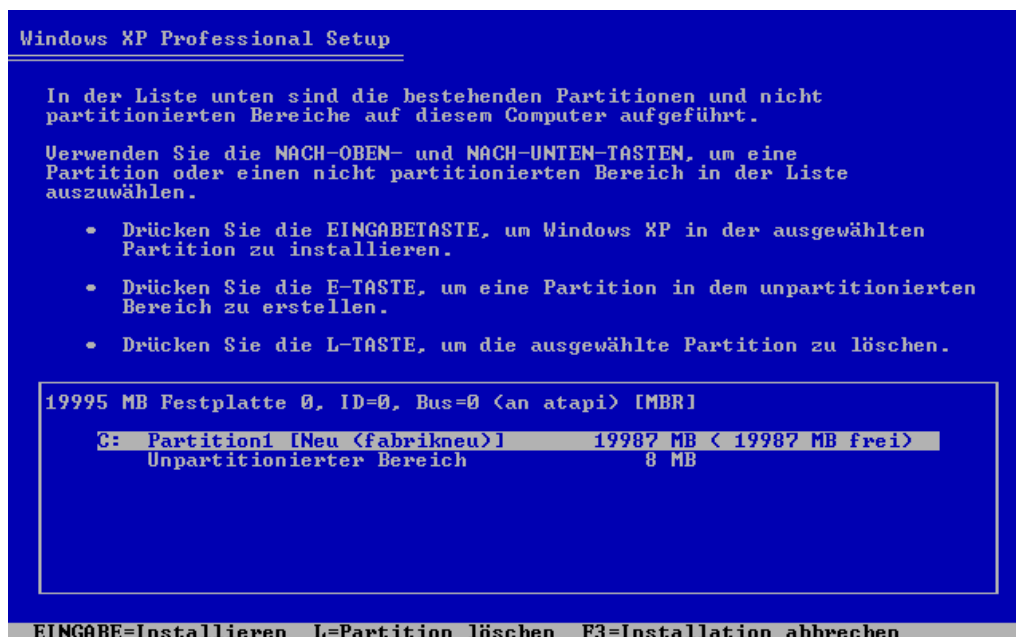 Windows XP Professional Setup
In der Liste unten sind die bestehenden Partitionen und nicht
partitionierten Bereiche auf diesem Computer aufgeführt.
Verwenden Sie die NACH-OBEN- und NACH-UNTEN-TASTEN, um eine
Partition oder einen nicht partitionierten Bereich in der Liste
auszuwählen.
• Drücken Sie die EINGABETASTE, um Windows XP in der ausgewählten
Partition zu installieren.
• Drücken Sie die E-TASTE, um eine Partition in dem unpartitionierten
Bereich zu erstellen.
• Drücken Sie die L-TASTE, um die ausgewählte Partition zu löschen.
19995 MB Festplatte 0, ID=0, Bus=0 (an atapi) [MBR]
C: Partition1 [Neu (fabrikneu)] 19987 MB ( 19987 MB frei)
Unpartitionierter Bereich 8 MB
EINGABE=Installieren L=Partition löschen F3=Installation abbrechen